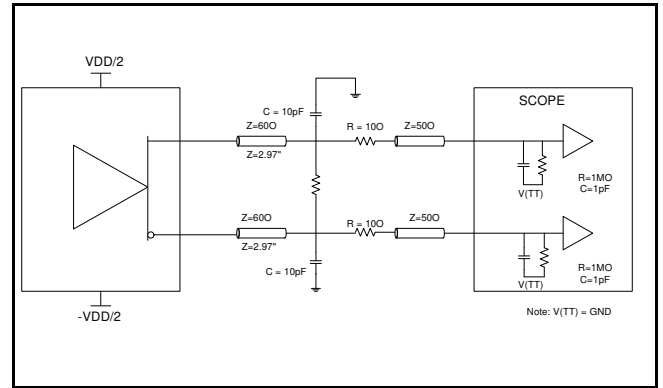 VDD/2
SCOPE
C = 10pF
Z=60O
R = 10O
Z=50O
Z=2.97"
V(TT)
R=1MO
C=1pF
Z=60O
R = 10O
Z=50O
Z=2.97"
C = 10pF
V(TT)
R=1MO
C=1pF
-VDD/2
Note: V(TT) = GND